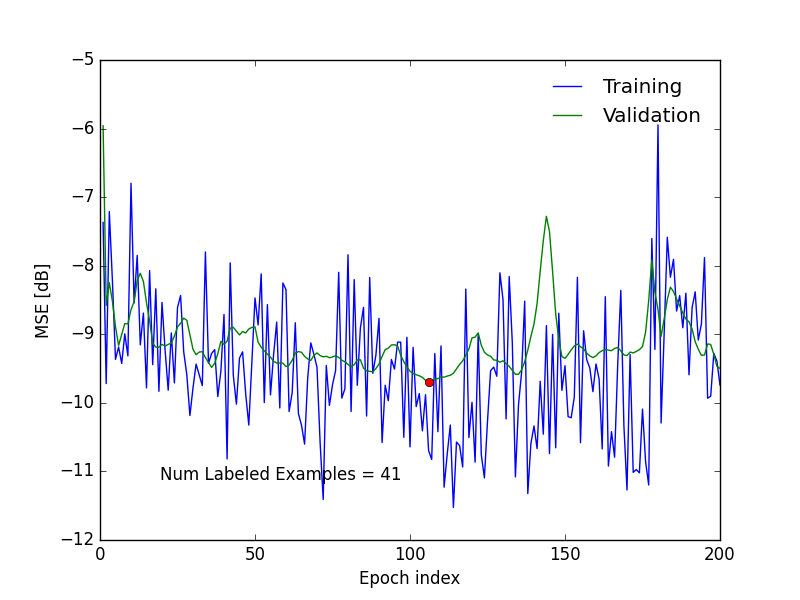 Training
Validation
MSE [dB]
−5
−6
−7
−8
−9
−10
−11
−12
Num Labeled Examples = 41
0
50
100
150
200
Epoch index